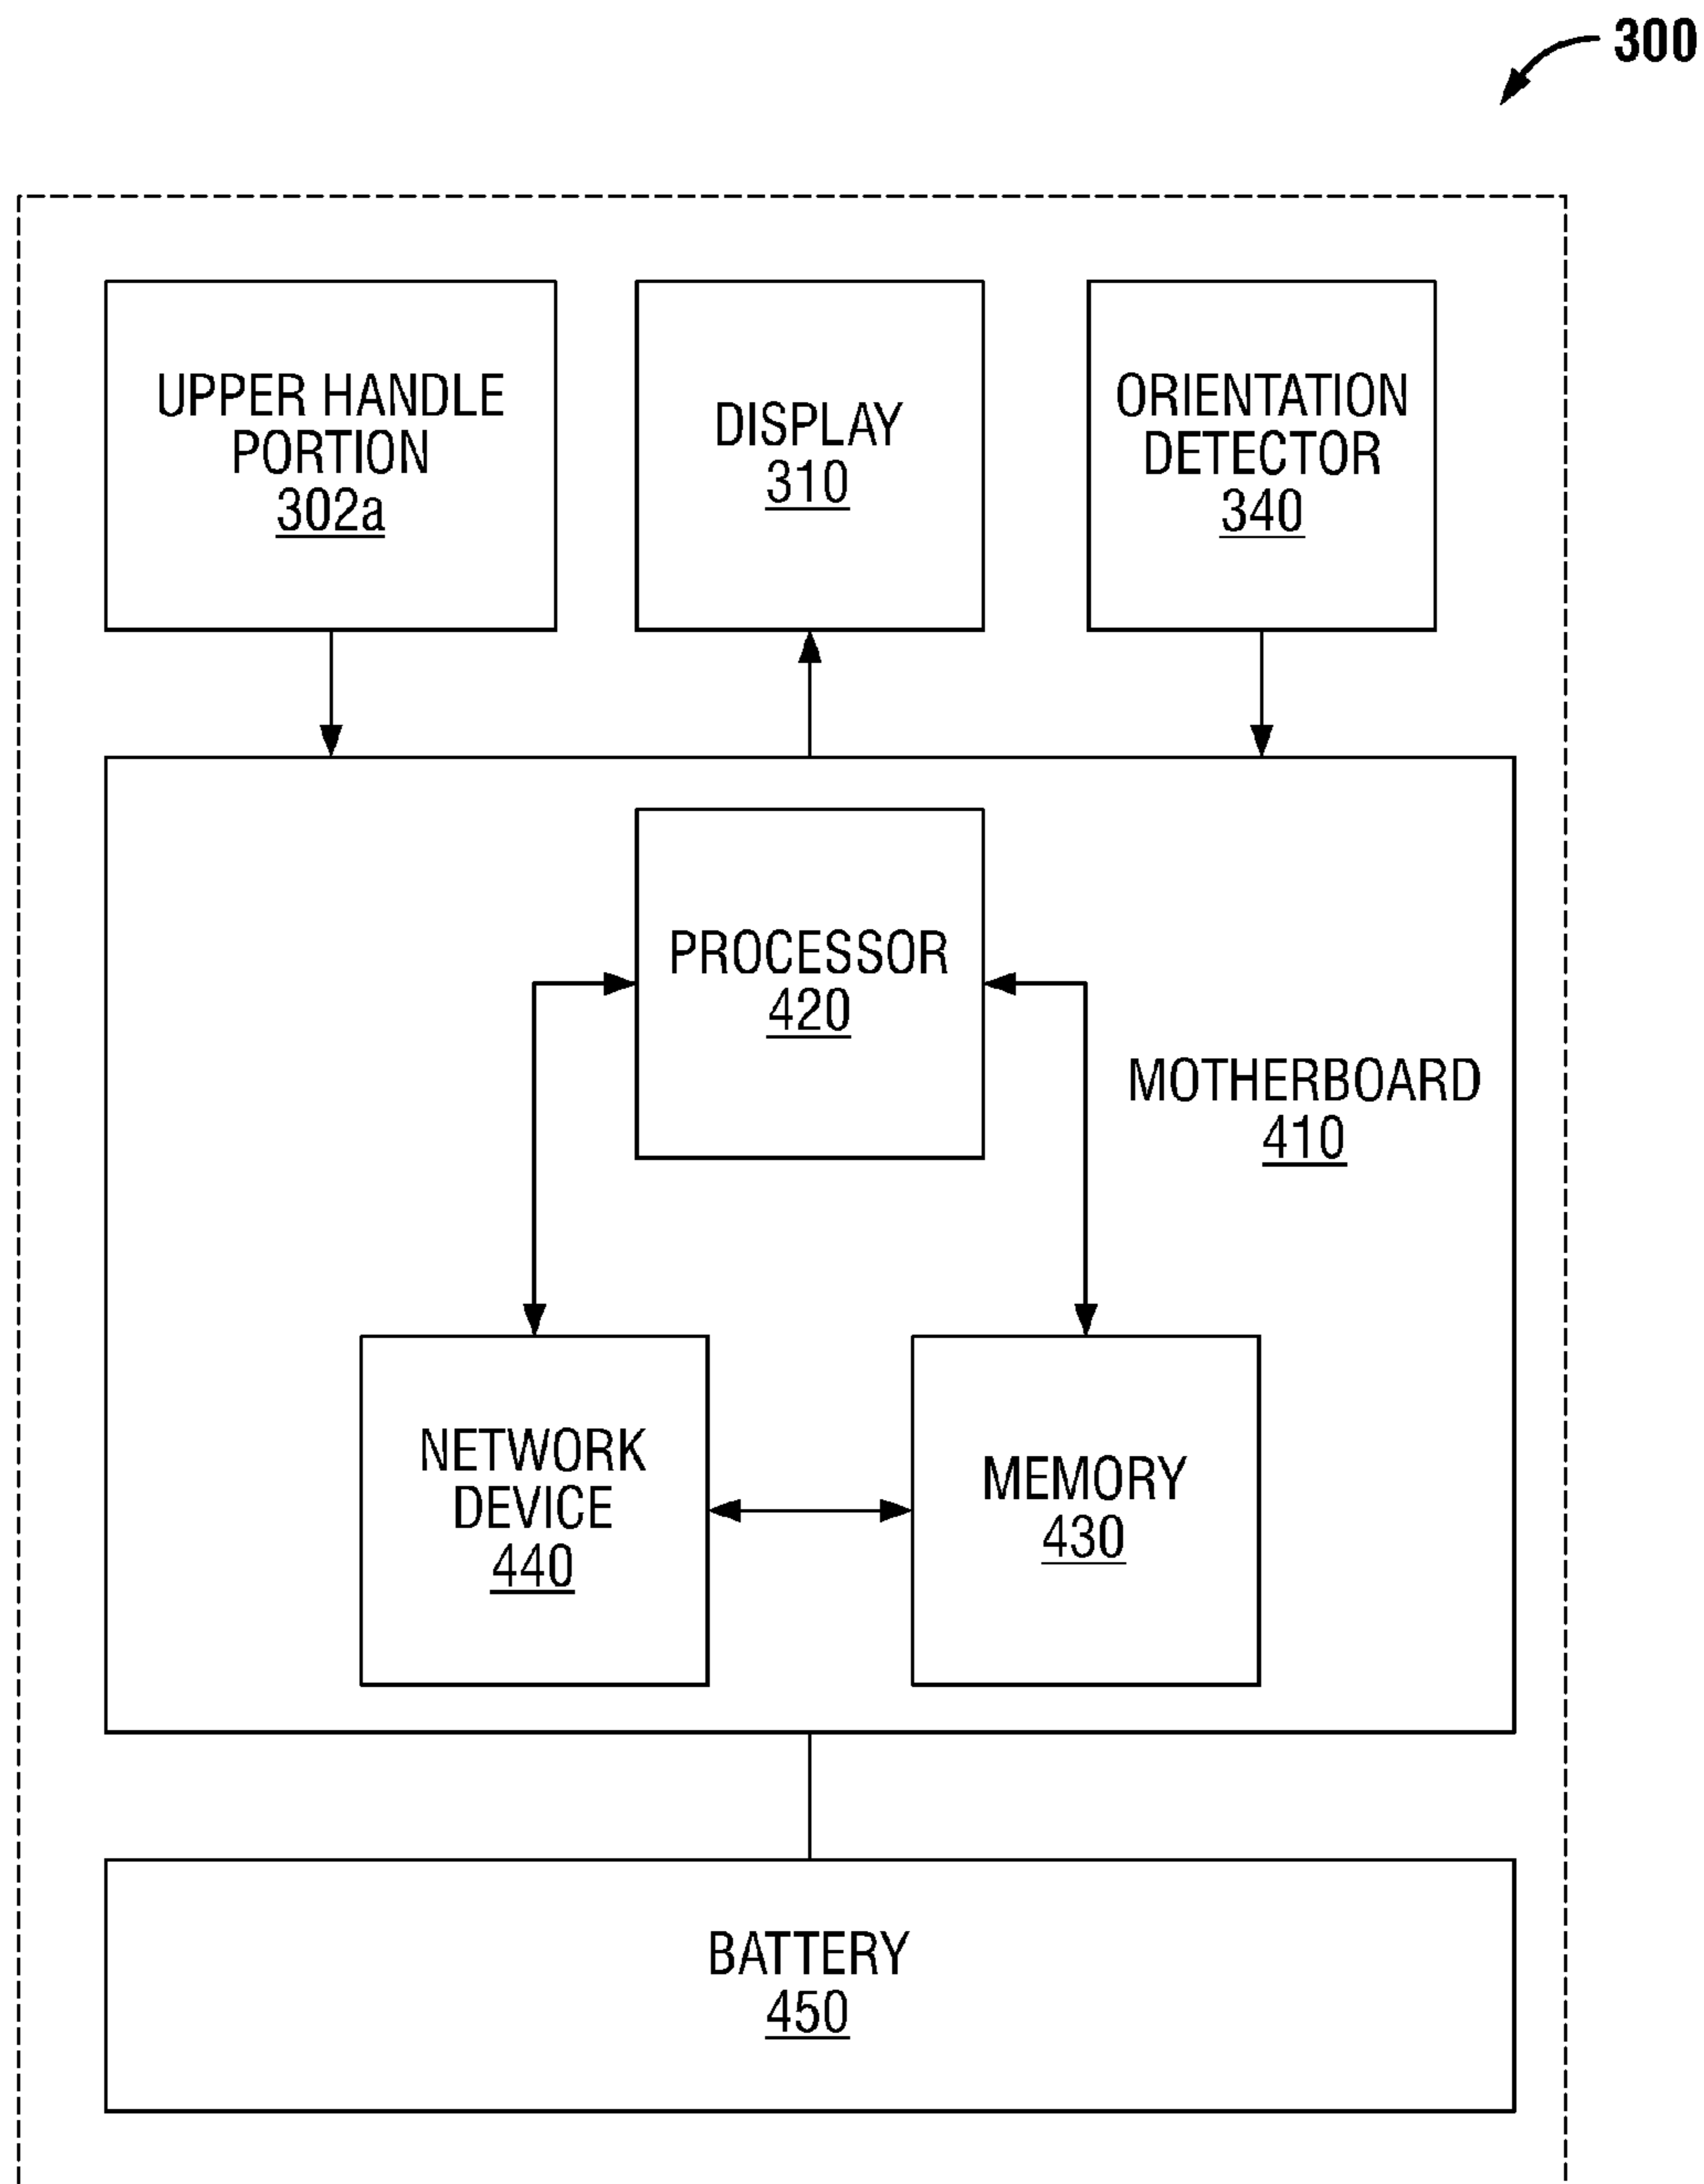 300
UPPER HANDLE
PORTION
302a
DISPLAY
310
ORIENTATION
DETECTOR
340
PROCESSOR
420
MOTHERBOARD
410
NETWORK
DEVICE
440
MEMORY
430
BATTERY
450